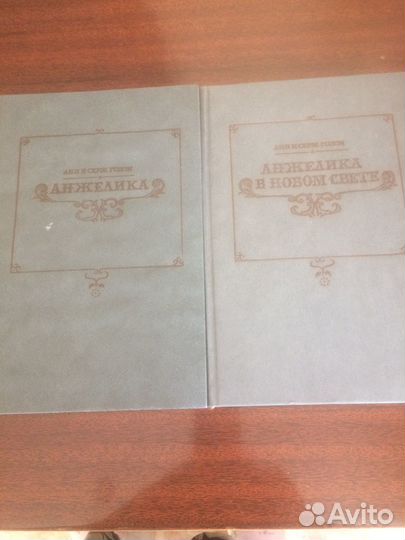 АНН И СЕРЖ ГОЛОН
АНЖЕЛИКА
АНН И СЕРЖ ГОЛОН
АНЖЕЛИКА
В НОВОМ СВЕТЕ
Avito